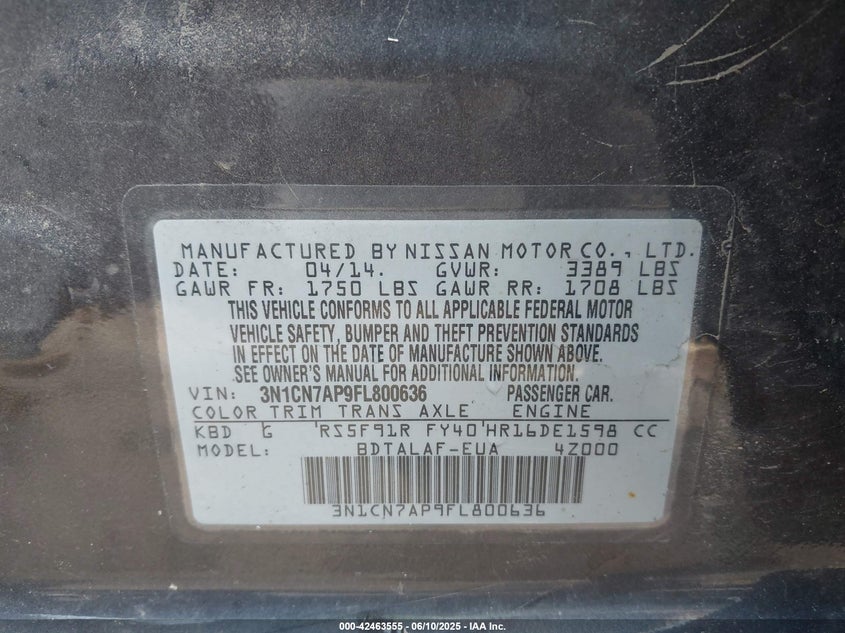 MANUFACTURED BY NISSAN MOTOR CO., LTD.
DATE: 04/14. GVWR: 3389 LBS
GAWR FR: 1750 LBS GAWR RR: 1708 LBS
THIS VEHICLE CONFORMS TO ALL APPLICABLE FEDERAL MOTOR
VEHICLE SAFETY, BUMPER AND THEFT PREVENTION STANDARDS
IN EFFECT ON THE DATE OF MANUFACTURE SHOWN ABOVE.
SEE OWNER'S MANUAL FOR ADDITIONAL INFORMATION.
VIN: 3N1CN7AP9FL800636 PASSENGER CAR.
COLOR TRIM TRANS AXLE ENGINE
KBD G RS5F91R FY40 HR16DE1598 CC
MODEL: BDTALAF-EUA 4Z000
3N1CN7AP9FL800636
000-42463555 - 06/10/2025 - IAA Inc.